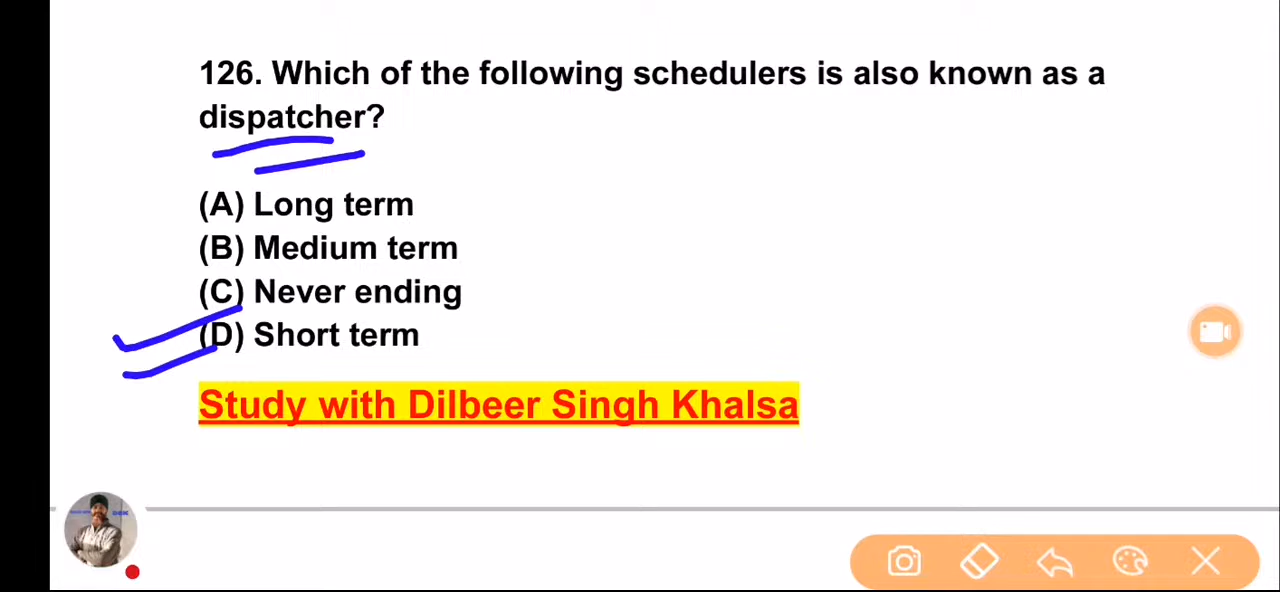 126. Which of the following schedulers is also known as a
dispatcher?
(A) Long term
(B) Medium term
(C) Never ending
(D) Short term
Study with Dilbeer Singh Khalsa